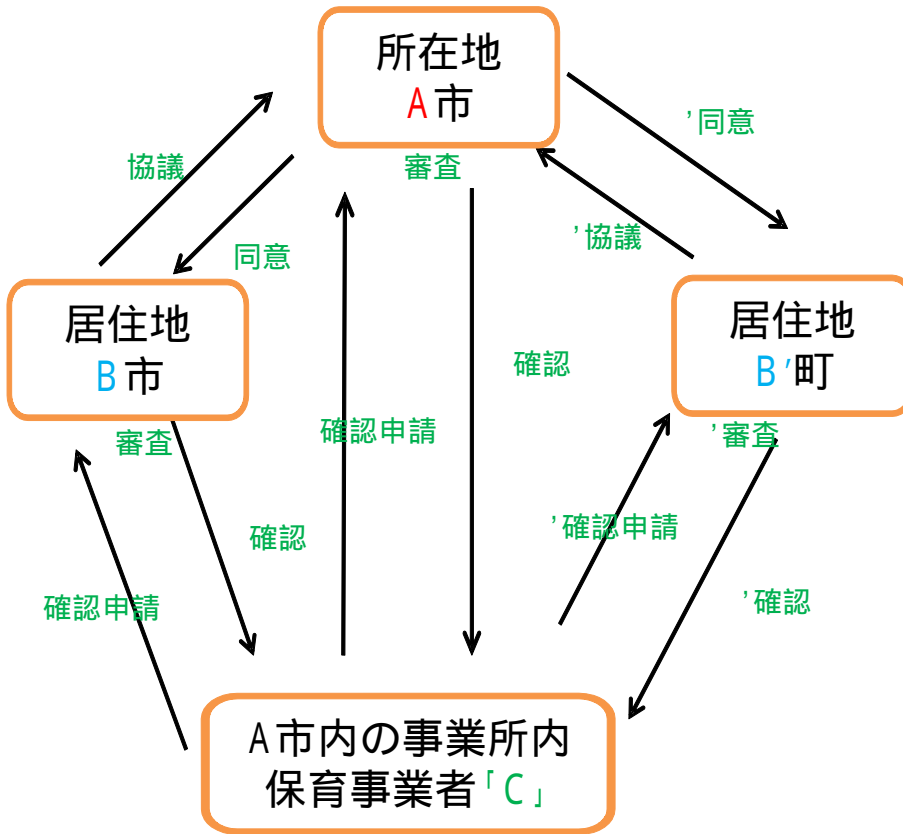 所在地
A市
審査
協議
同意
’同意
’協議
居住地
B市
審査
居住地
B’町
’審査
確認
確認申請
確認
確認申請
’確認申請
’確認
A市内の事業所内
保育事業者「C」